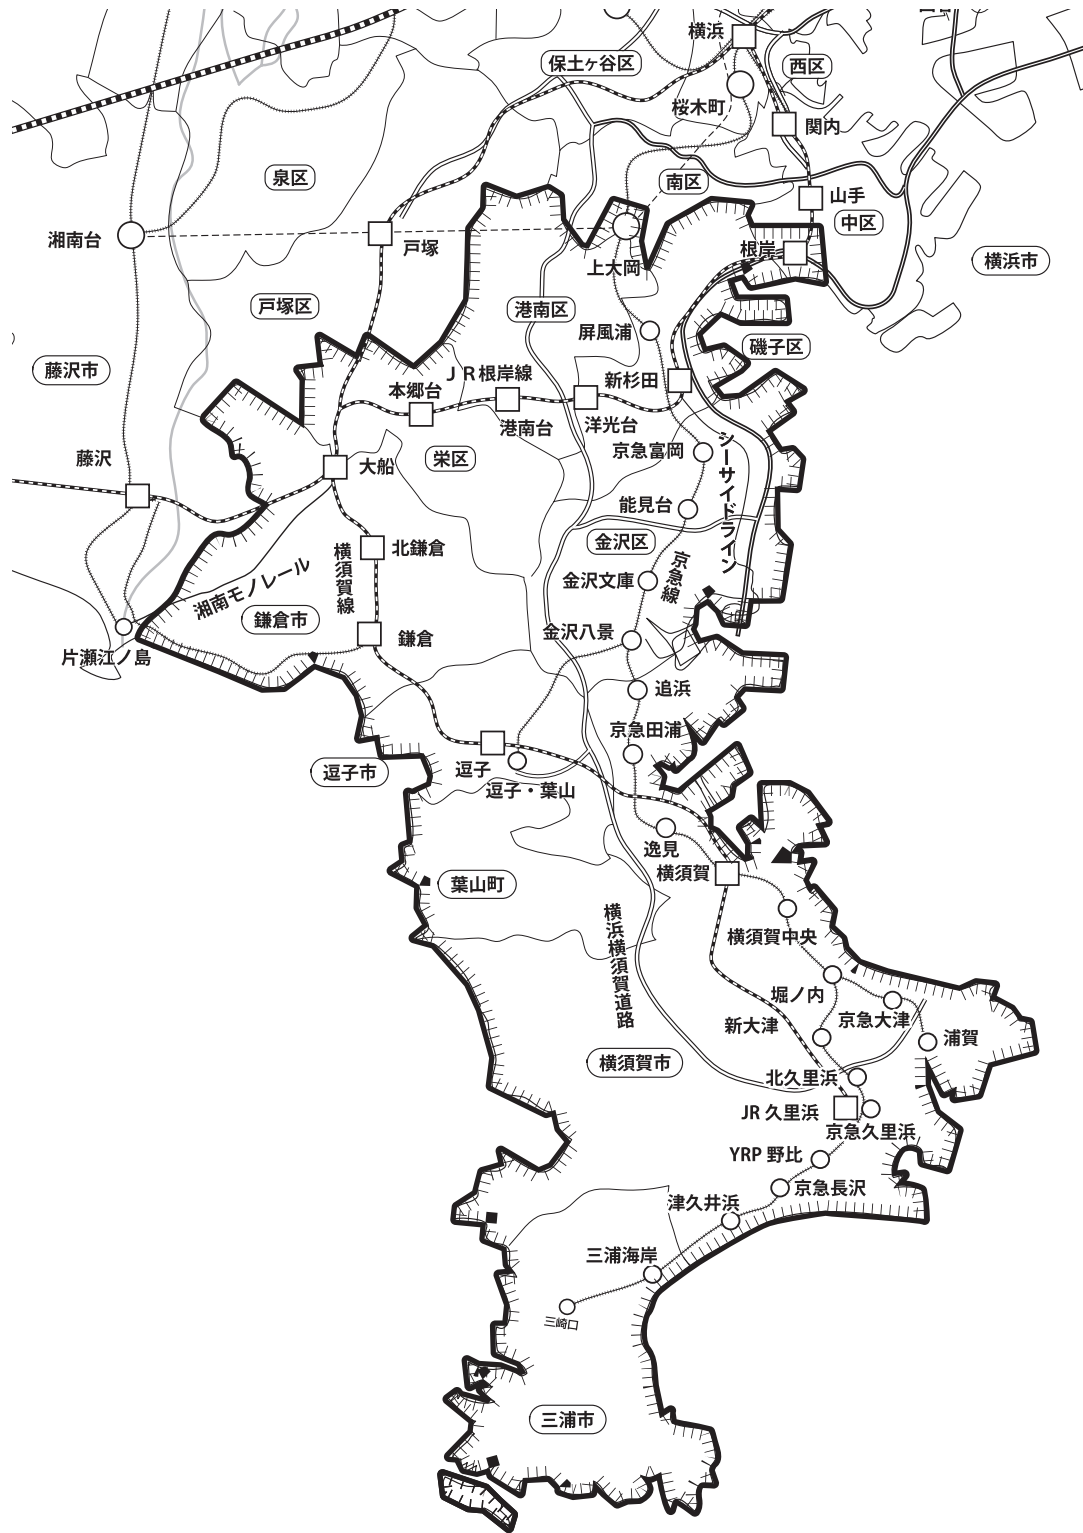 横浜
保土ヶ谷区
西区
桜木町
関内
泉区
南区
山手
中区
湘南台
戸塚
根岸
横浜市
上大岡
戸塚区
港南区
屏風浦
磯子区
藤沢市
JR根岸線
新杉田
本郷台
港南台
洋光台
シーサイドライン
京急富岡
藤沢
大船
栄区
能見台
金沢区
北鎌倉
横須賀線
京急線
金沢文庫
湘南モノレール
鎌倉市
鎌倉
金沢八景
片瀬江ノ島
追浜
京急田浦
逗子
逗子市
逗子・葉山
逸見
横須賀
葉山町
横浜横須賀道路
横須賀中央
堀ノ内
新大津
京急大津
浦賀
横須賀市
北久里浜
JR 久里浜
京急久里浜
YRP 野比
京急長沢
津久井浜
三浦海岸
三崎口
三浦市